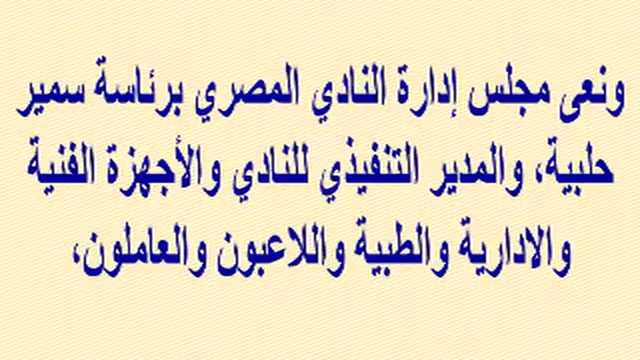 ونعى مجلس إدارة النادي المصري برئاسة سمير
حلبية، والمدير التنفيذي للنادي والأجهزة الفنية
والادارية والطبية واللاعبون والعاملون،